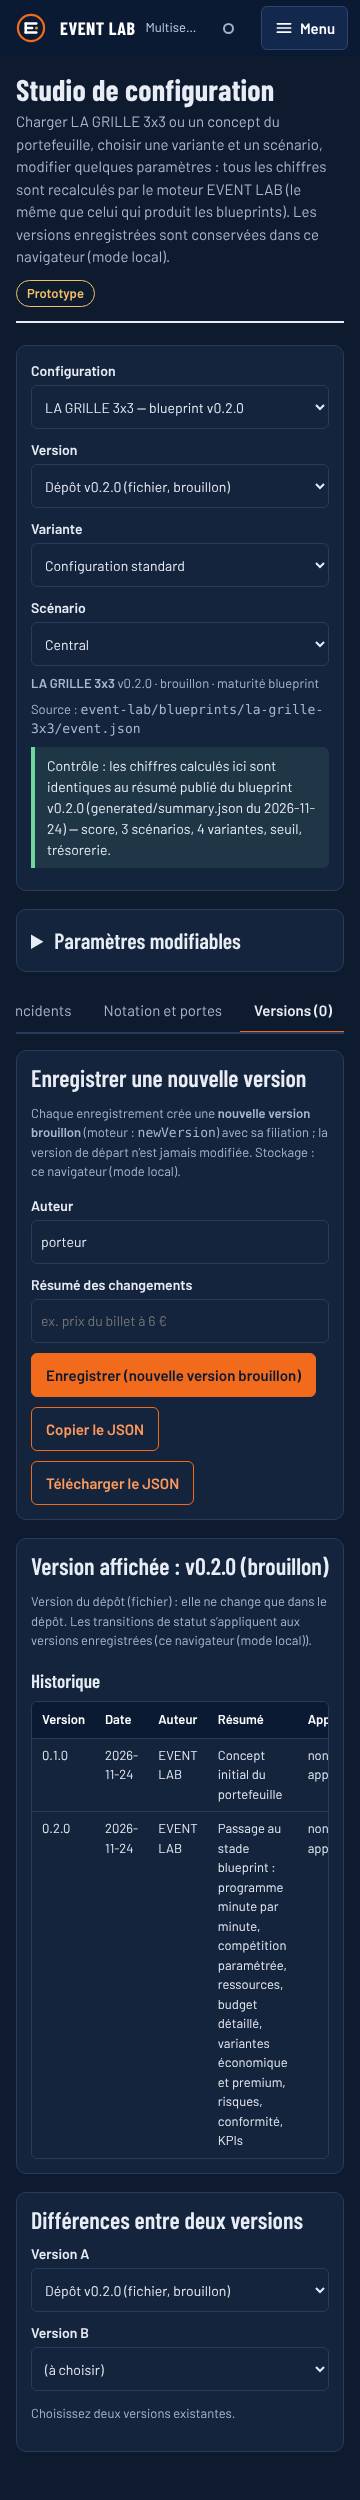 EVENT LAB Multise... Menu
Studio de configuration
Charger LA GRILLE 3x3 ou un concept du
portefeuille, choisir une variante et un scénario,
modifier quelques paramètres : tous les chiffres
sont recalculés par le moteur EVENT LAB (le
même que celui qui produit les blueprints). Les
versions enregistrées sont conservées dans ce
navigateur (mode local).
Prototype
Configuration
LA GRILLE 3x3 — blueprint v0.2.0
Version
Dépôt v0.2.0 (fichier, brouillon)
Variante
Configuration standard
Scénario
Central
LA GRILLE 3x3 v0.2.0 · brouillon · maturité blueprint
Source : event-lab/blueprints/la-grille-
3x3/event.json
Contrôle : les chiffres calculés ici sont
identiques au résumé publié du blueprint
v0.2.0 (generated/summary.json du 2026-11-
24) — score, 3 scénarios, 4 variantes, seuil,
trésorerie.
Paramètres modifiables
ncidents Notation et portes Versions (0)
Enregistrer une nouvelle version
Chaque enregistrement crée une nouvelle version
brouillon (moteur : newVersion) avec sa filiation ; la
version de départ n'est jamais modifiée. Stockage :
ce navigateur (mode local).
Auteur
porteur
Résumé des changements
ex. prix du billet à 6 €
Enregistrer (nouvelle version brouillon)
Copier le JSON
Télécharger le JSON
Version affichée : v0.2.0 (brouillon)
Version du dépôt (fichier) : elle ne change que dans le
dépôt. Les transitions de statut s'appliquent aux
versions enregistrées (ce navigateur (mode local)).
Historique
Version Date Auteur Résumé App
0.1.0 2026- EVENT Concept non
11-24 LAB initial du app
portefeuille
0.2.0 2026- EVENT Passage au non
11-24 LAB stade app
blueprint :
programme
minute par
minute,
compétition
paramétrée,
ressources,
budget
détaillé,
variantes
économique
et premium,
risques,
conformité,
KPIs
Différences entre deux versions
Version A
Dépôt v0.2.0 (fichier, brouillon)
Version B
(à choisir)
Choisissez deux versions existantes.